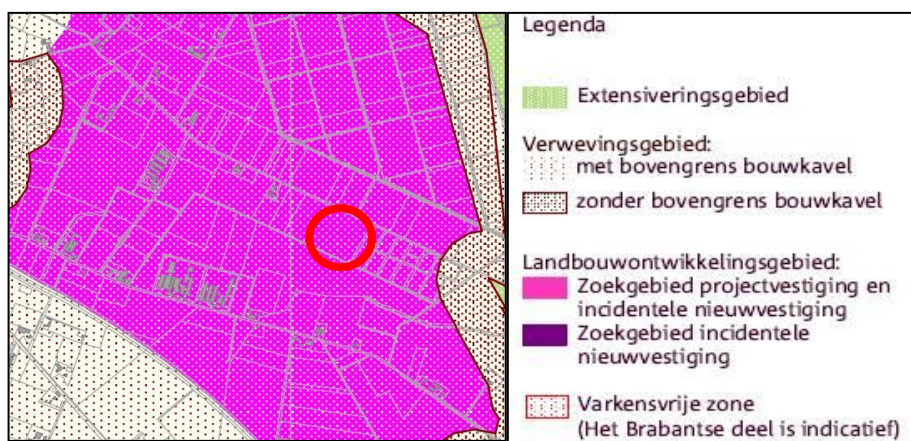 Legenda
Extensiveringsgebied
Verwevingsgebied:
met bovengrens bouwkavel
zonder bovengrens bouwkavel
Landbouwontwikkelingsgebied:
Zoekgebied projectvestiging en
incidentele nieuwvestiging
Zoekgebied incidentele
nieuwvestiging
Varkensvrije zone
(Het Brabantse deel is indicatief)